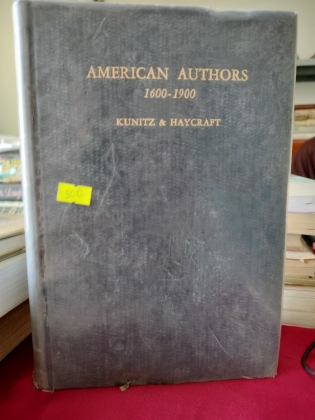 AMERICAN AUTHORS
1600-1900
KUNITZ & HAYCRAFT